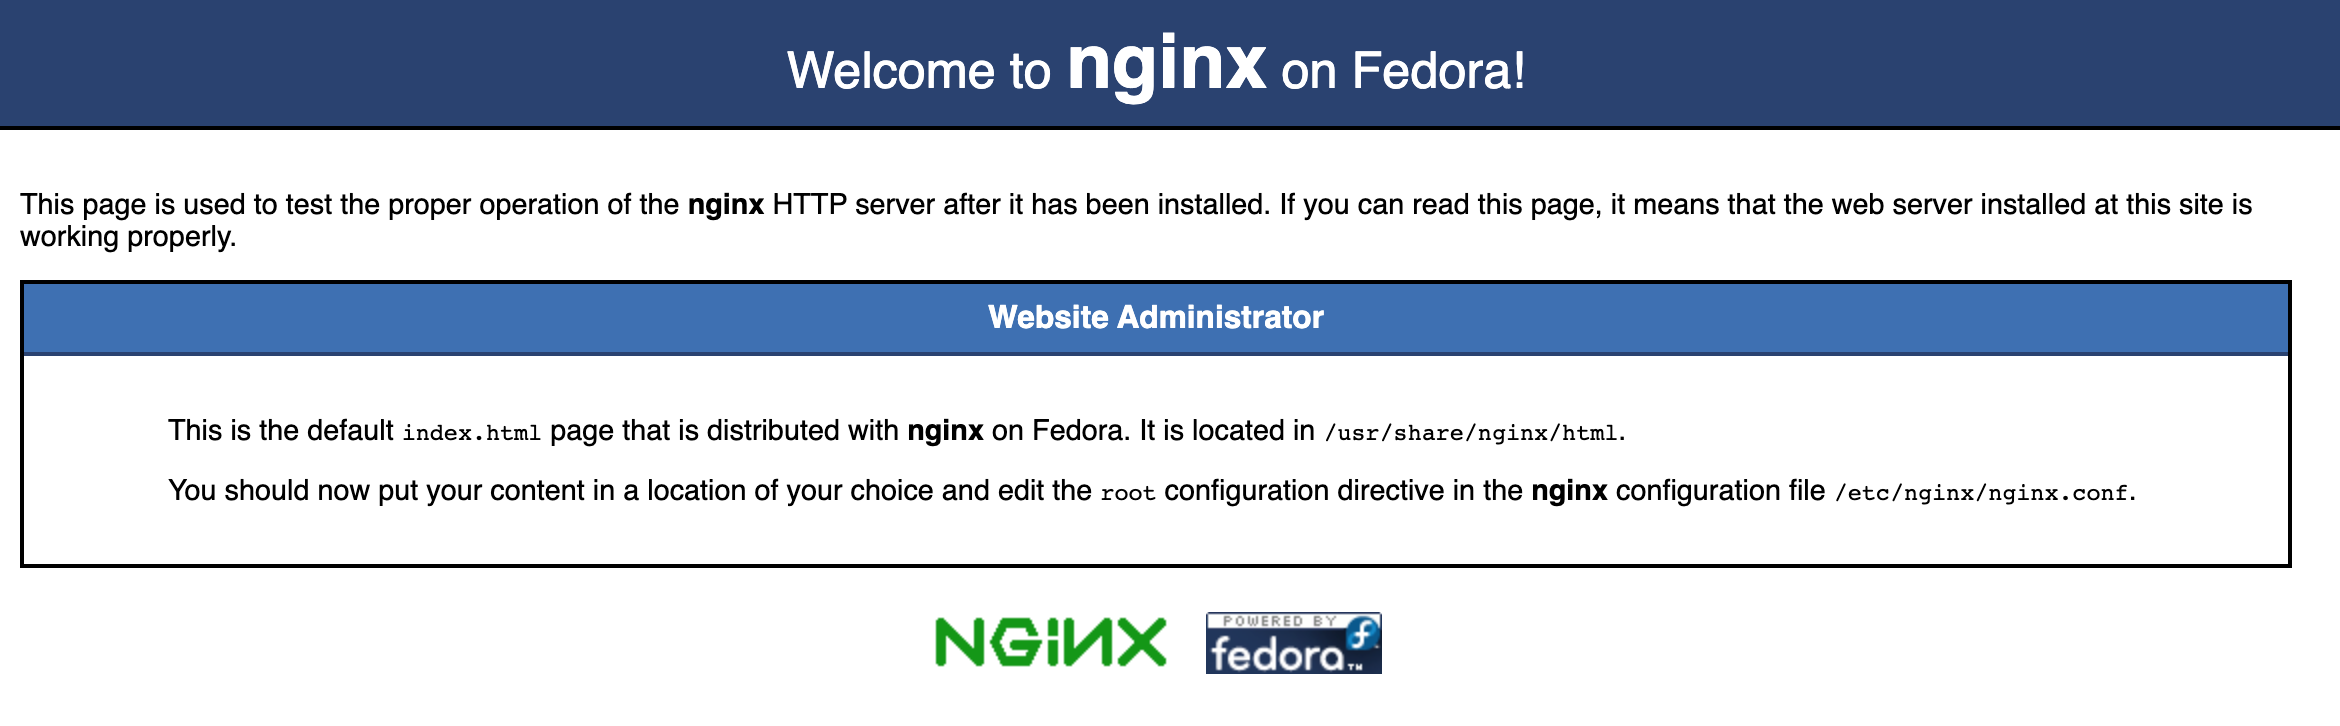 Welcome to nginx on Fedora!
This page is used to test the proper operation of the nginx HTTP server after it has been installed. If you can read this page, it means that the web server installed at this site is
working properly.
Website Administrator
This is the default index.html page that is distributed with nginx on Fedora. It is located in /usr/share/nginx/html.
You should now put your content in a location of your choice and edit the root configuration directive in the nginx configuration file /etc/nginx/nginx.conf.
NGiNX
POWERED BY
fedora™